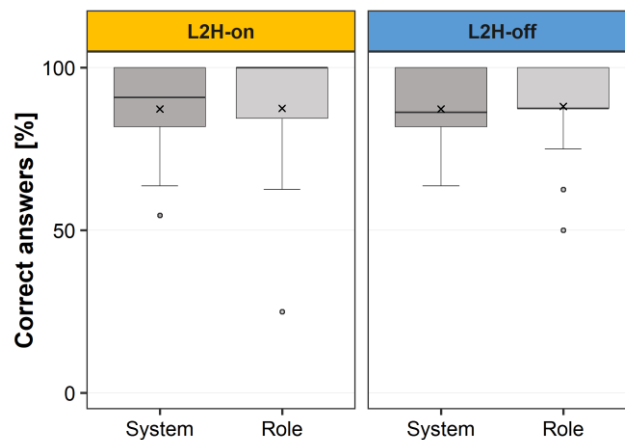 L2H-on
L2H-off
Correct answers [%]
100
50
0
System
Role
System
Role